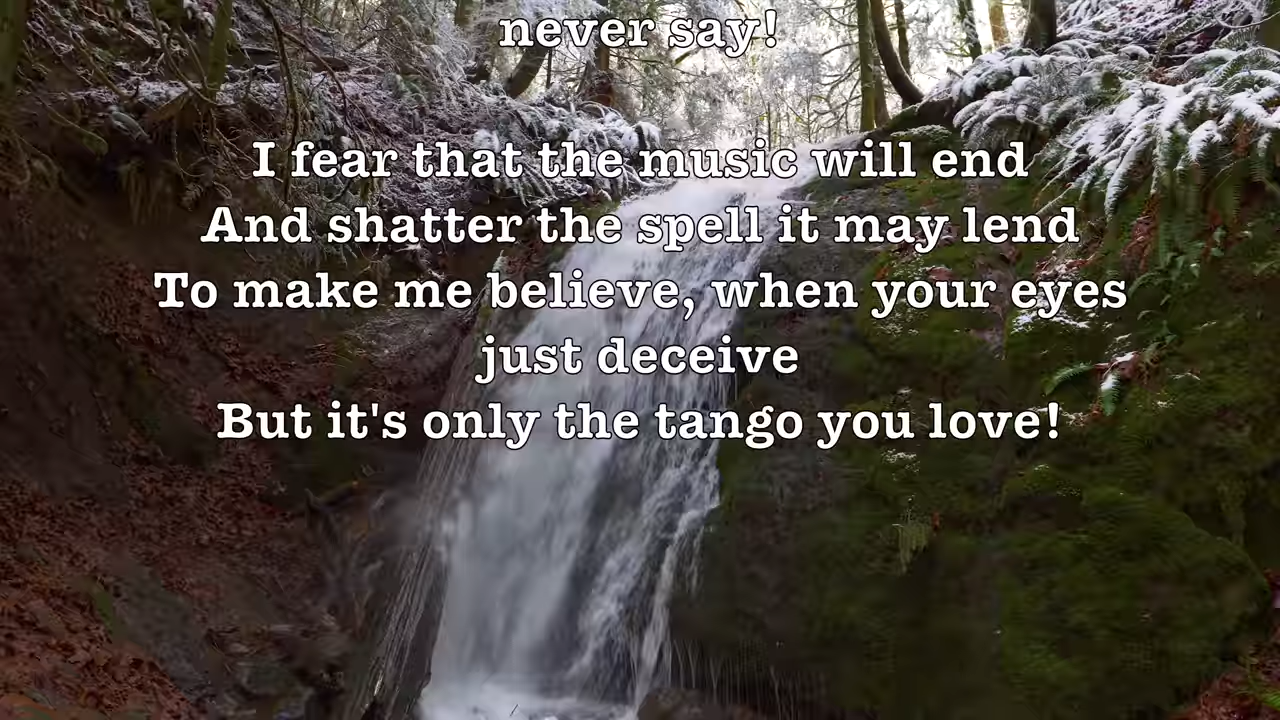 never say!
I fear that the music will end
And shatter the spell it may lend
To make me believe, when your eyes
just deceive
But it's only the tango you love!